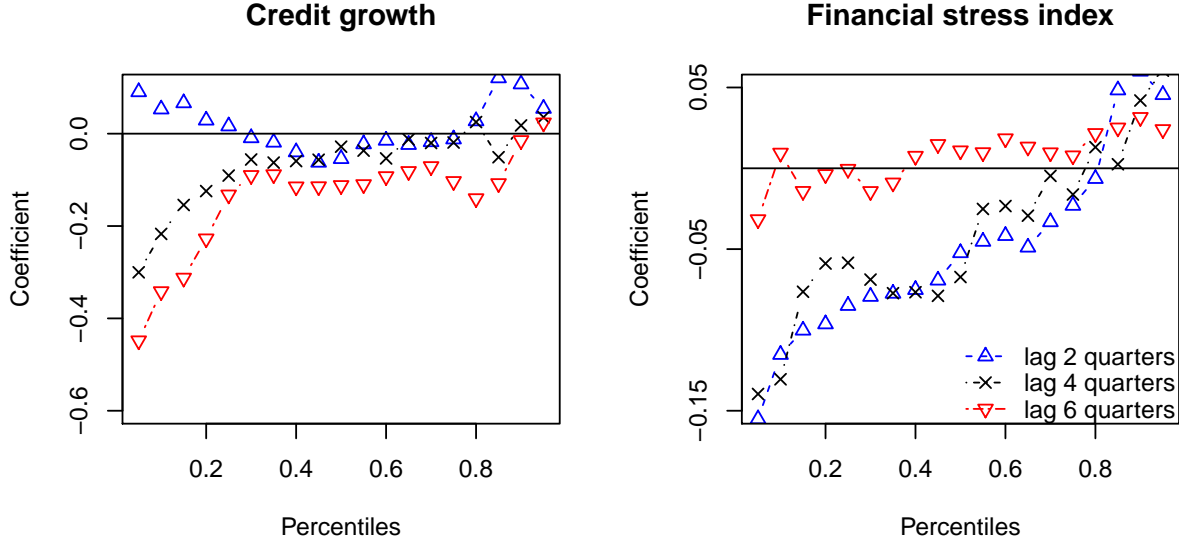 Credit growth
Coefficient
0.0
−0.2
−0.4
−0.6
0.2
0.4
0.6
0.8
Percentiles
Financial stress index
Coefficient
0.05
−0.05
−0.15
lag 2 quarters
lag 4 quarters
lag 6 quarters
0.2
0.4
0.6
0.8
Percentiles